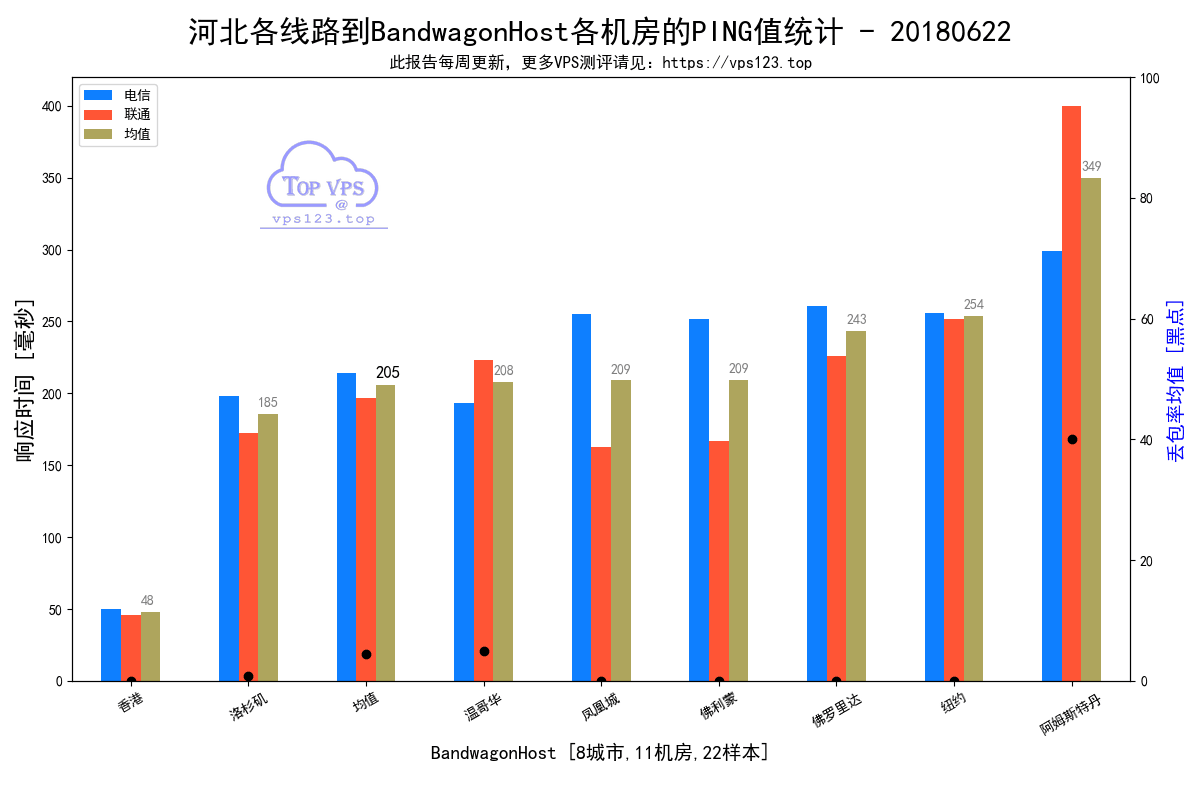 河北各线路到BandwagonHost各机房的PING值统计 - 20180622
此报告每周更新，更多VPS测评请见：https://vps123.top
电信
联通
均值
TOP VPS
@
vps123.top
响应时间 [毫秒]
400
350
300
250
200
150
100
50
0
48
185
205
208
209
209
243
254
349
100
80
60
40
20
0
丢包率均值 [黑点]
香港
洛杉矶
均值
温哥华
凤凰城
佛利蒙
佛罗里达
纽约
阿姆斯特丹
BandwagonHost [8城市,11机房,22样本]